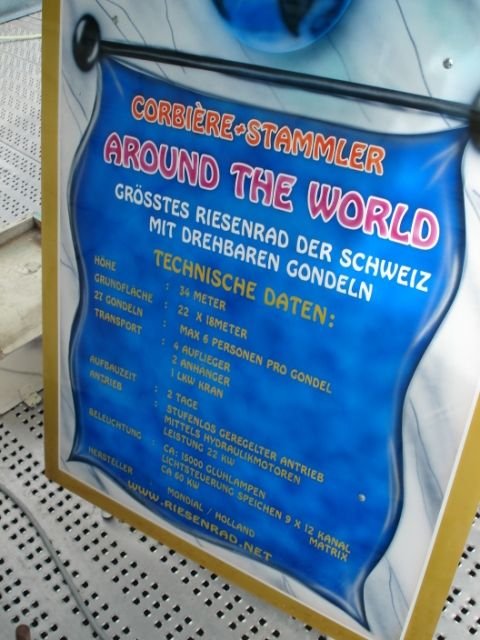 CORBIÈRE+STAMMLER
AROUND THE WORLD
GRÖSSTES RIESENRAD DER SCHWEIZ
MIT DREHBAREN GONDELN
TECHNISCHE DATEN:
HÖHE : 34 METER
GRUNDFLÄCHE : 22 X 18METER
27 GONDELN : MAX 6 PERSONEN PRO GONDEL
TRANSPORT : 4 AUFLIEGER
2 ANHÄNGER
1 LKW KRAN
AUFBAUZEIT : 2 TAGE
ANTRIEB : STUFENLOS GEREGELTER ANTRIEB
MITTELS HYDRAULIKMOTOREN
LEISTUNG 22 KW
BELEUCHTUNG : CA: 15000 GLÜHLAMPEN
LICHTSTEUERUNG SPEICHEN 9 X 12 KANAL
CA 60 KW MATRIX
HERSTELLER : MONDIAL / HOLLAND
WWW.RIESENRAD.NET